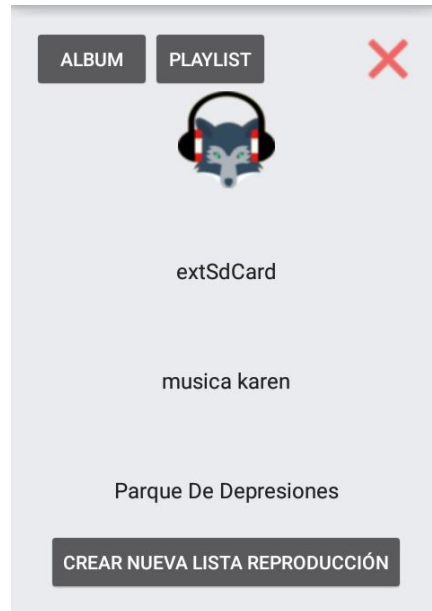 ALBUM PLAYLIST
extSdCard
musica karen
Parque De Depresiones
CREAR NUEVA LISTA REPRODUCCIÓN